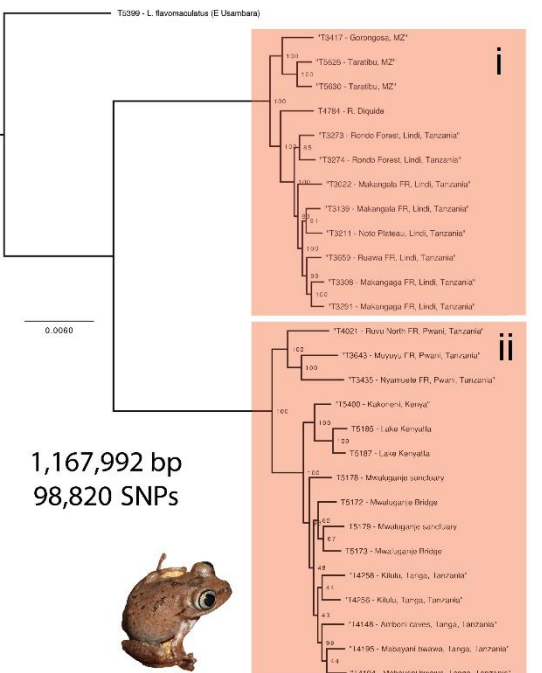 T5399 - L. flavomaculatus (E Usambara)
i
"T3417 - Gorongosa, MZ"
100
"T5626 - Taratibu, MZ"
100
"T5630 - Taratibu, MZ"
100
T4784 - R. Diquide
"T3273 - Rondo Forest, Lindi, Tanzania"
85
"T3274 - Rondo Forest, Lindi, Tanzania"
100
"T3022 - Makangala FR, Lindi, Tanzania"
"T3139 - Makangala FR, Lindi, Tanzania"
"T3211 - Noto Plateau, Lindi, Tanzania"
100
"T3659 - Ruawa FR, Lindi, Tanzania"
"T3308 - Makangaga FR, Lindi, Tanzania"
100
"T3291 - Makangaga FR, Lindi, Tanzania"
0.0060
ii
"T4021 - Ruvu North FR, Pwani, Tanzania"
100
"T3643 - Muyuyu FR, Pwani, Tanzania"
100
"T3435 - Nyamuete FR, Pwani, Tanzania"
"T5400 - Kakoneni, Kenya"
100
100
T5185 - Lake Kenyatta
100
T5187 - Lake Kenyatta
1,167,992 bp
98,820 SNPs
100
T5178 - Mwaluganje sanctuary
T5172 - Mwaluganje Bridge
62
T5179 - Mwaluganje sanctuary
67
T5173 - Mwaluganje Bridge
48
"T4258 - Kilulu, Tanga, Tanzania"
44
"T4256 - Kilulu, Tanga, Tanzania"
43
"T4148 - Amboni caves, Tanga, Tanzania"
90
"T4195 - Mabayani bwawa, Tanga, Tanzania"
44